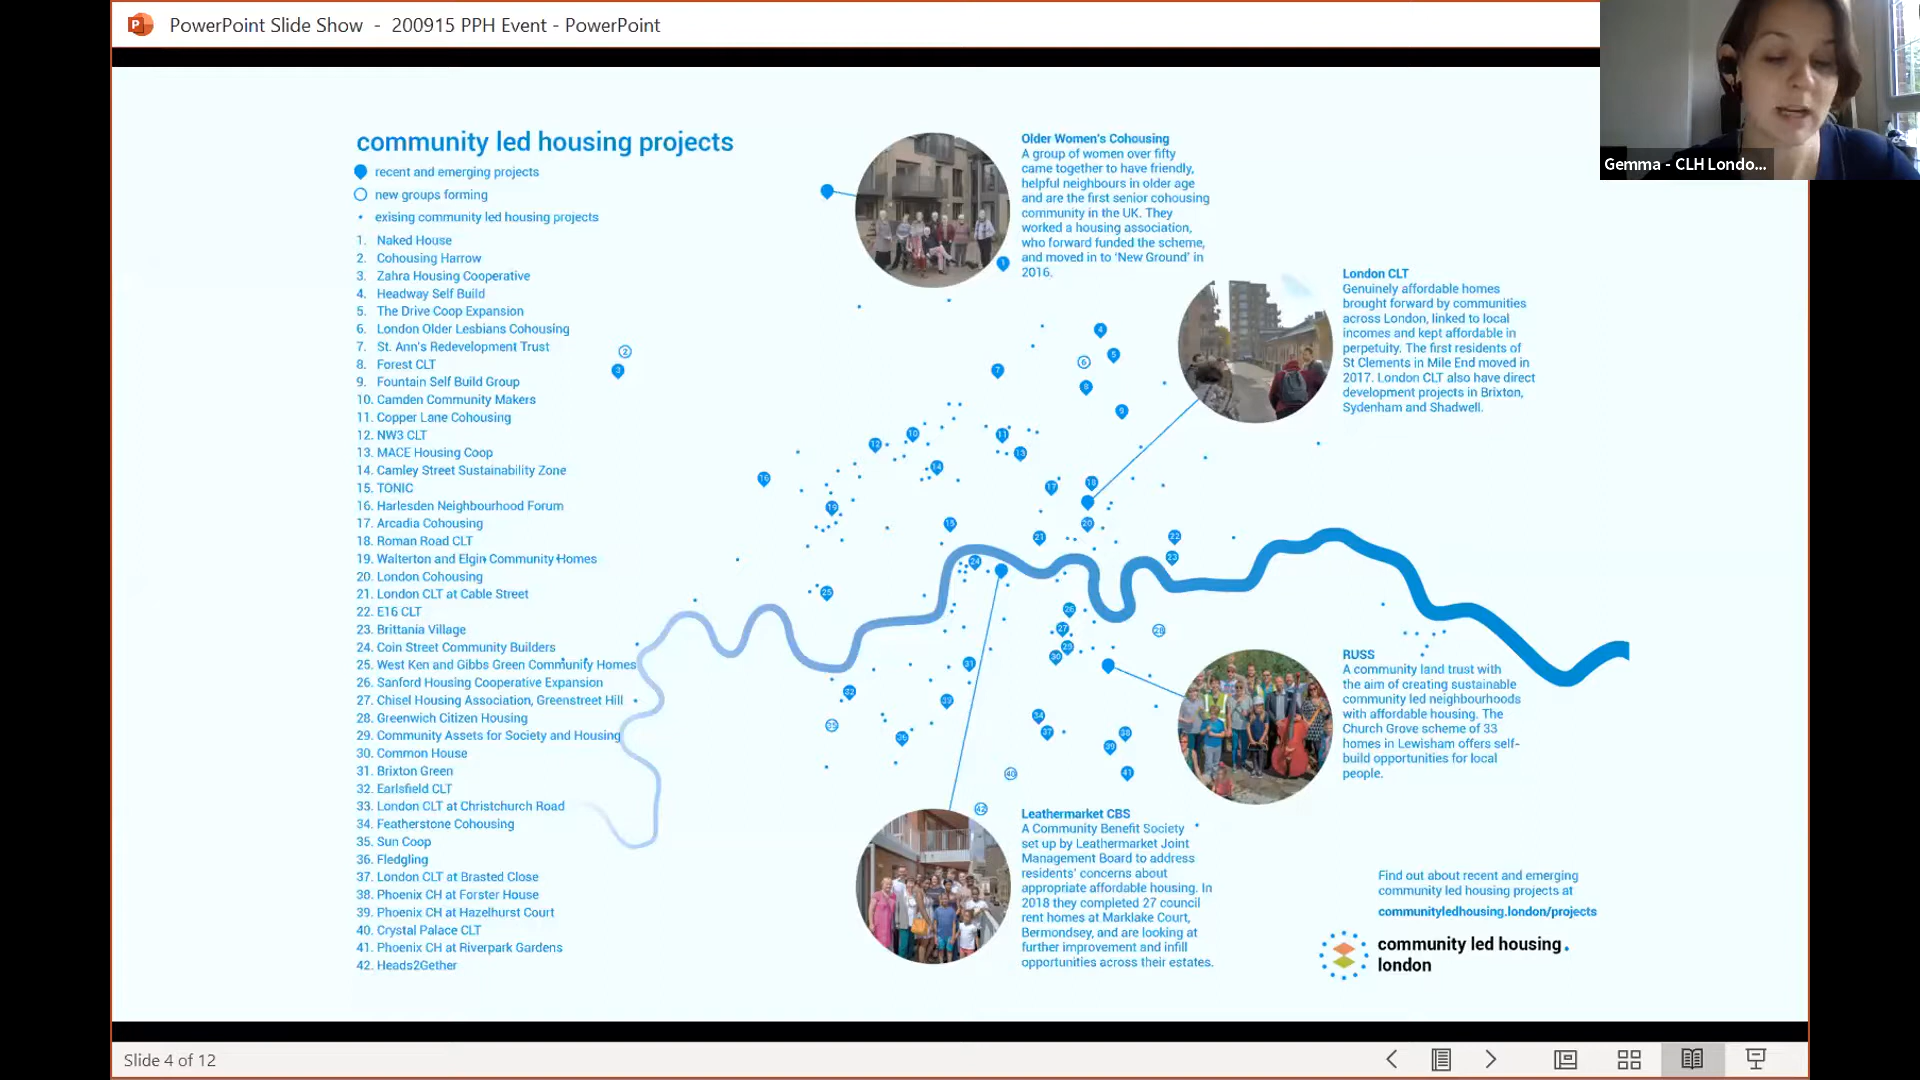 PowerPoint Slide Show - 200915 PPH Event - PowerPoint
Gemma - CLH Londo...
community led housing projects
recent and emerging projects
new groups forming
exising community led housing projects
1. Naked House
2. Cohousing Harrow
3. Zahra Housing Cooperative
4. Headway Self Build
5. The Drive Coop Expansion
6. London Older Lesbians Cohousing
7. St. Ann's Redevelopment Trust
8. Forest CLT
9. Fountain Self Build Group
10. Camden Community Makers
11. Copper Lane Cohousing
12. NW3 CLT
13. MACE Housing Coop
14. Camley Street Sustainability Zone
15. TONIC
16. Harlesden Neighbourhood Forum
17. Arcadia Cohousing
18. Roman Road CLT
19. Walterton and Elgin Community Homes
20. London Cohousing
21. London CLT at Cable Street
22. E16 CLT
23. Brittania Village
24. Coin Street Community Builders
25. West Ken and Gibbs Green Community Homes
26. Sanford Housing Cooperative Expansion
27. Chisel Housing Association, Greenstreet Hill
28. Greenwich Citizen Housing
29. Community Assets for Society and Housing
30. Common House
31. Brixton Green
32. Earlsfield CLT
33. London CLT at Christchurch Road
34. Featherstone Cohousing
35. Sun Coop
36. Fledgling
37. London CLT at Brasted Close
38. Phoenix CH at Forster House
39. Phoenix CH at Hazelhurst Court
40. Crystal Palace CLT
41. Phoenix CH at Riverpark Gardens
42. Heads2Gether
Older Women's Cohousing
A group of women over fifty
came together to have friendly,
helpful neighbours in older age
and are the first senior cohousing
community in the UK. They
worked a housing association,
who forward funded the scheme,
and moved in to 'New Ground' in
2016.
London CLT
Genuinely affordable homes
brought forward by communities
across London, linked to local
incomes and kept affordable in
perpetuity. The first residents of
St Clements in Mile End moved in
2017. London CLT also have direct
development projects in Brixton,
Sydenham and Shadwell.
RUSS
A community land trust with
the aim of creating sustainable
community led neighbourhoods
with affordable housing. The
Church Grove scheme of 33
homes in Lewisham offers self-
build opportunities for local
people.
Leathermarket CBS
A Community Benefit Society
set up by Leathermarket Joint
Management Board to address
residents' concerns about
appropriate affordable housing. In
2018 they completed 27 council
rent homes at Marklake Court,
Bermondsey, and are looking at
further improvement and infill
opportunities across their estates.
Find out about recent and emerging
community led housing projects at
communityledhousing.london/projects
community led housing.
london
Slide 4 of 12